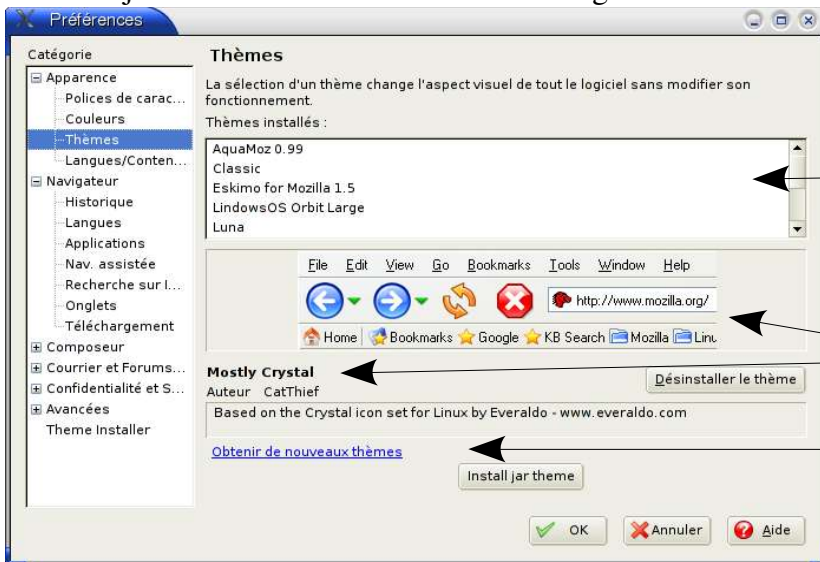 Préférences
Catégorie
Apparence
Polices de carac...
Couleurs
Thèmes
Langues/Conten...
Navigateur
Historique
Langues
Applications
Nav. assistée
Recherche sur I...
Onglets
Téléchargement
Composeur
Courrier et Forums...
Confidentialité et S...
Avancées
Theme Installer
Thèmes
La sélection d'un thème change l'aspect visuel de tout le logiciel sans modifier son
fonctionnement.
Thèmes installés :
AquaMoz 0.99
Classic
Eskimo for Mozilla 1.5
LindowsOS Orbit Large
Luna
File Edit View Go Bookmarks Tools Window Help
http://www.mozilla.org/
Home Bookmarks Google KB Search Mozilla Linu
Mostly Crystal
Désinstaller le thème
Auteur CatThief
Based on the Crystal icon set for Linux by Everaldo - www.everaldo.com
Obtenir de nouveaux thèmes
Install jar theme
OK Annuler Aide